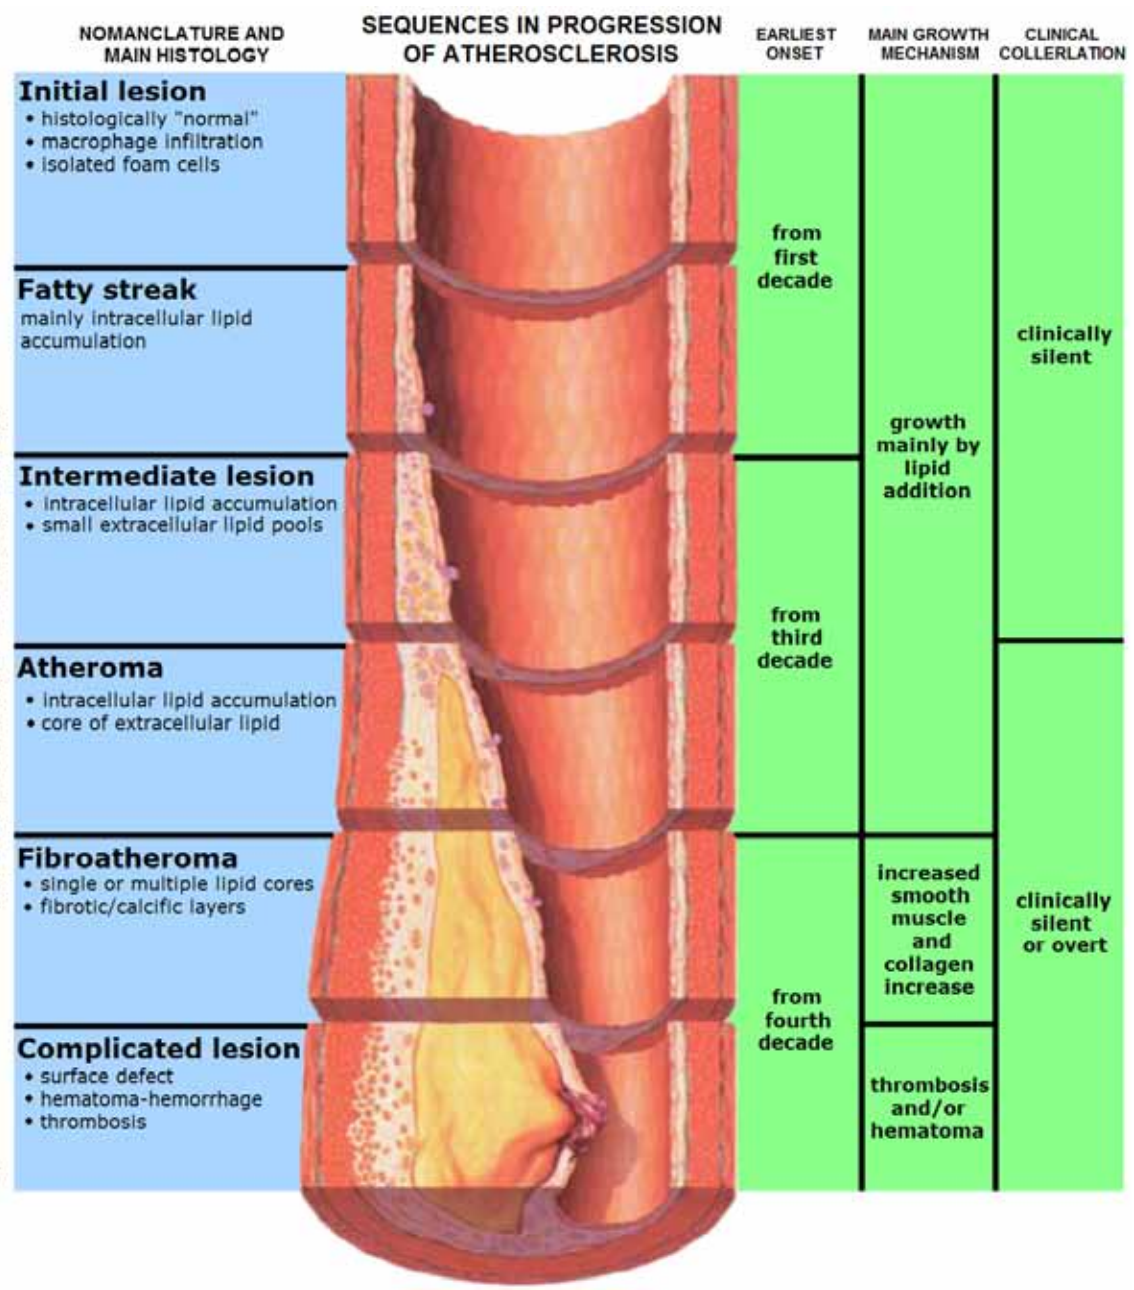 NOMANCLATURE AND
MAIN HISTOLOGY
SEQUENCES IN PROGRESSION
OF ATHEROSCLEROSIS
EARLIEST
ONSET
MAIN GROWTH
MECHANISM
CLINICAL
COLLERLATION
Initial lesion
• histologically "normal"
• macrophage infiltration
• isolated foam cells
Fatty streak
mainly intracellular lipid
accumulation
Intermediate lesion
• intracellular lipid accumulation
• small extracellular lipid pools
Atheroma
• intracellular lipid accumulation
• core of extracellular lipid
Fibroatheroma
• single or multiple lipid cores
• fibrotic/calcific layers
Complicated lesion
• surface defect
• hematoma-hemorrhage
• thrombosis
from
first
decade
from
third
decade
from
fourth
decade
growth
mainly by
lipid
addition
increased
smooth
muscle
and
collagen
increase
thrombosis
and/or
hematoma
clinically
silent
clinically
silent
or overt